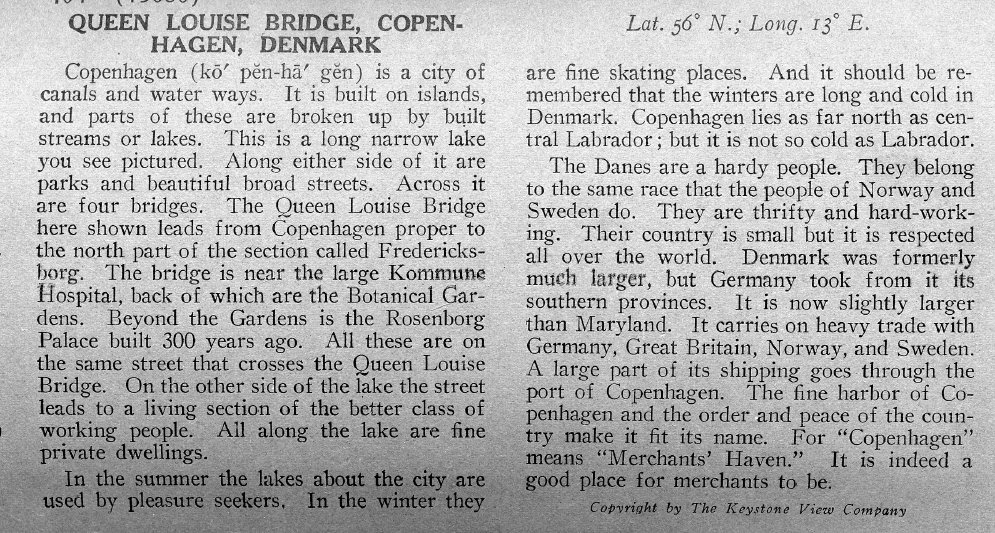 QUEEN LOUISE BRIDGE, COPEN-
HAGEN, DENMARK
Copenhagen (kō′ pĕn-hā′ gĕn) is a city of
canals and water ways. It is built on islands,
and parts of these are broken up by built
streams or lakes. This is a long narrow lake
you see pictured. Along either side of it are
parks and beautiful broad streets. Across it
are four bridges. The Queen Louise Bridge
here shown leads from Copenhagen proper to
the north part of the section called Fredericks-
borg. The bridge is near the large Kommune
Hospital, back of which are the Botanical Gar-
dens. Beyond the Gardens is the Rosenborg
Palace built 300 years ago. All these are on
the same street that crosses the Queen Louise
Bridge. On the other side of the lake the street
leads to a living section of the better class of
working people. All along the lake are fine
private dwellings.
In the summer the lakes about the city are
used by pleasure seekers. In the winter they
Lat. 56° N.; Long. 13° E.
are fine skating places. And it should be re-
membered that the winters are long and cold in
Denmark. Copenhagen lies as far north as cen-
tral Labrador; but it is not so cold as Labrador.
The Danes are a hardy people. They belong
to the same race that the people of Norway and
Sweden do. They are thrifty and hard-work-
ing. Their country is small but it is respected
all over the world. Denmark was formerly
much larger, but Germany took from it its
southern provinces. It is now slightly larger
than Maryland. It carries on heavy trade with
Germany, Great Britain, Norway, and Sweden.
A large part of its shipping goes through the
port of Copenhagen. The fine harbor of Co-
penhagen and the order and peace of the coun-
try make it fit its name. For “Copenhagen”
means “Merchants’ Haven.” It is indeed a
good place for merchants to be.
Copyright by The Keystone View Company